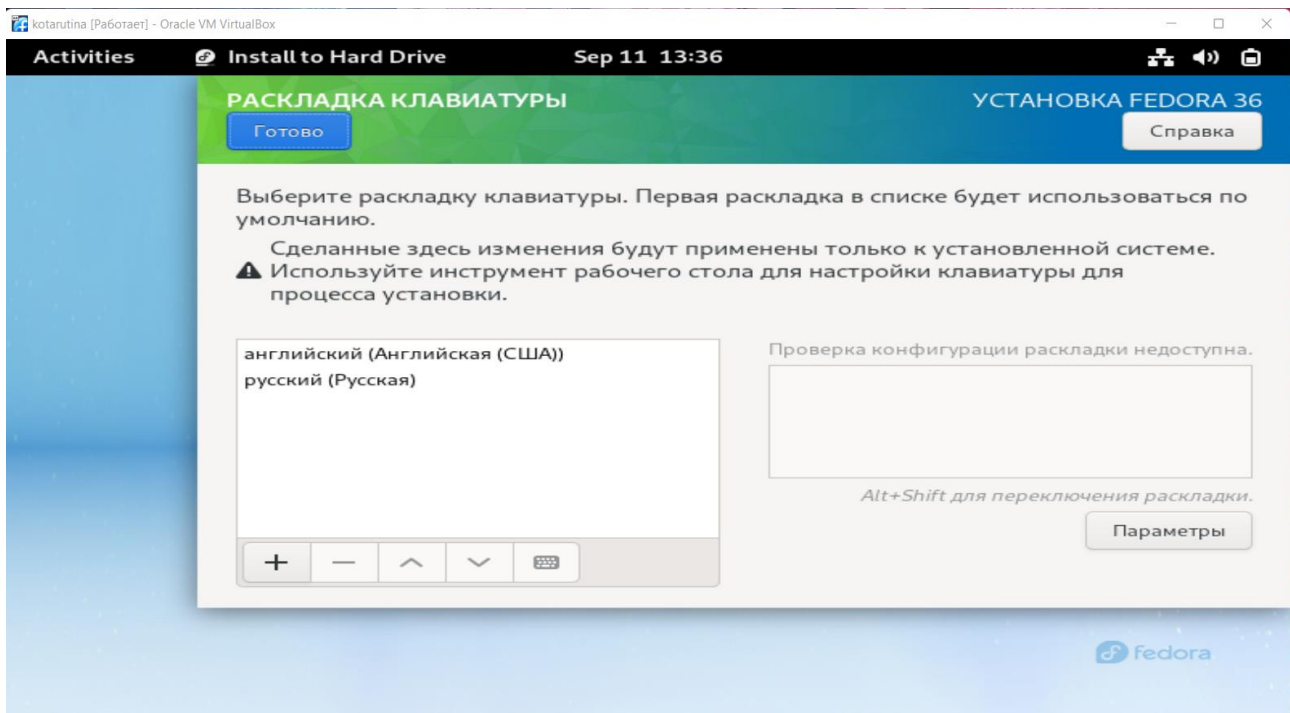 kotarutina [Работает] - Oracle VM VirtualBox
Activities
Install to Hard Drive
Sep 11 13:36
РАСКЛАДКА КЛАВИАТУРЫ
УСТАНОВКА FEDORA 36
Готово
Справка
Выберите раскладку клавиатуры. Первая раскладка в списке будет использоваться по
умолчанию.
Сделанные здесь изменения будут применены только к установленной системе.
Используйте инструмент рабочего стола для настройки клавиатуры для
процесса установки.
английский (Английская (США))
русский (Русская)
Проверка конфигурации раскладки недоступна.
Alt+Shift для переключения раскладки.
Параметры
fedora